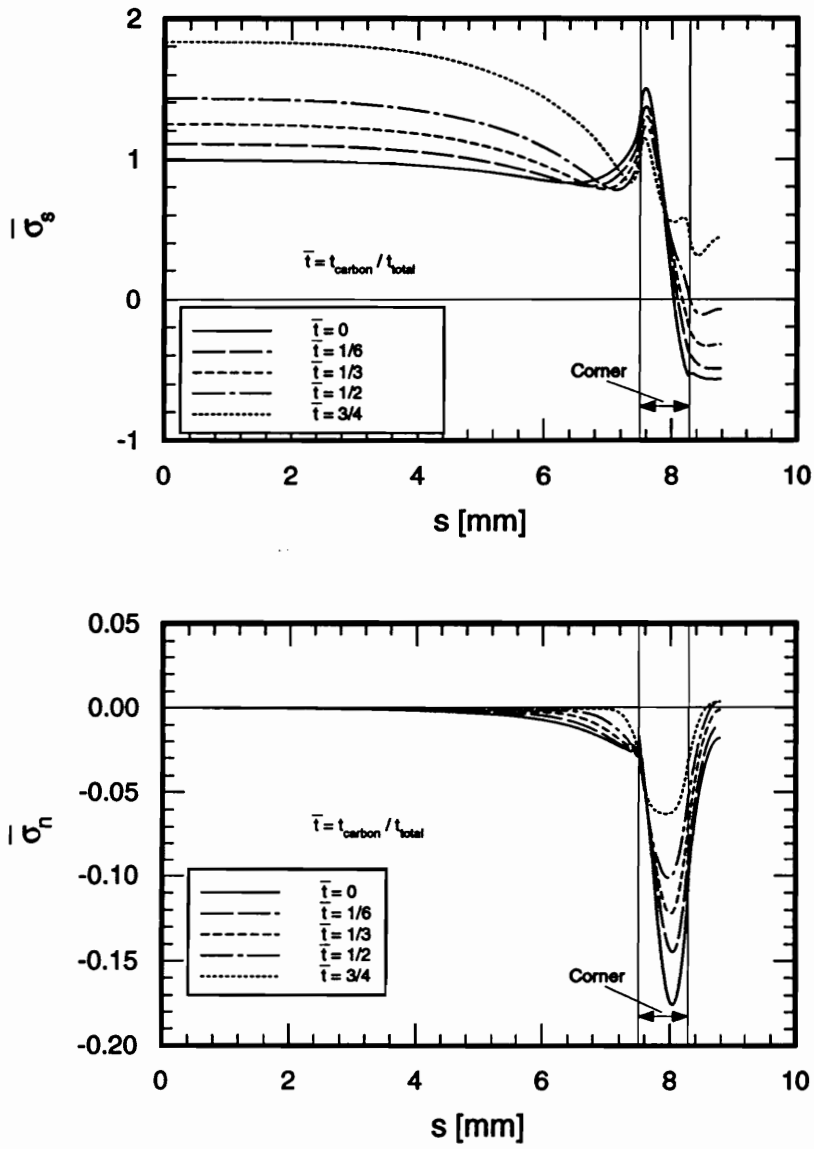 2
1
0
-1
σ̅s
t̅ = tcarbon / ttotal
t̅ = 0
t̅ = 1/6
t̅ = 1/3
t̅ = 1/2
t̅ = 3/4
Corner
0 2 4 6 8 10
s [mm]
0.05
0.00
-0.05
-0.10
-0.15
-0.20
σ̅n
t̅ = tcarbon / ttotal
t̅ = 0
t̅ = 1/6
t̅ = 1/3
t̅ = 1/2
t̅ = 3/4
Corner
0 2 4 6 8 10
s [mm]